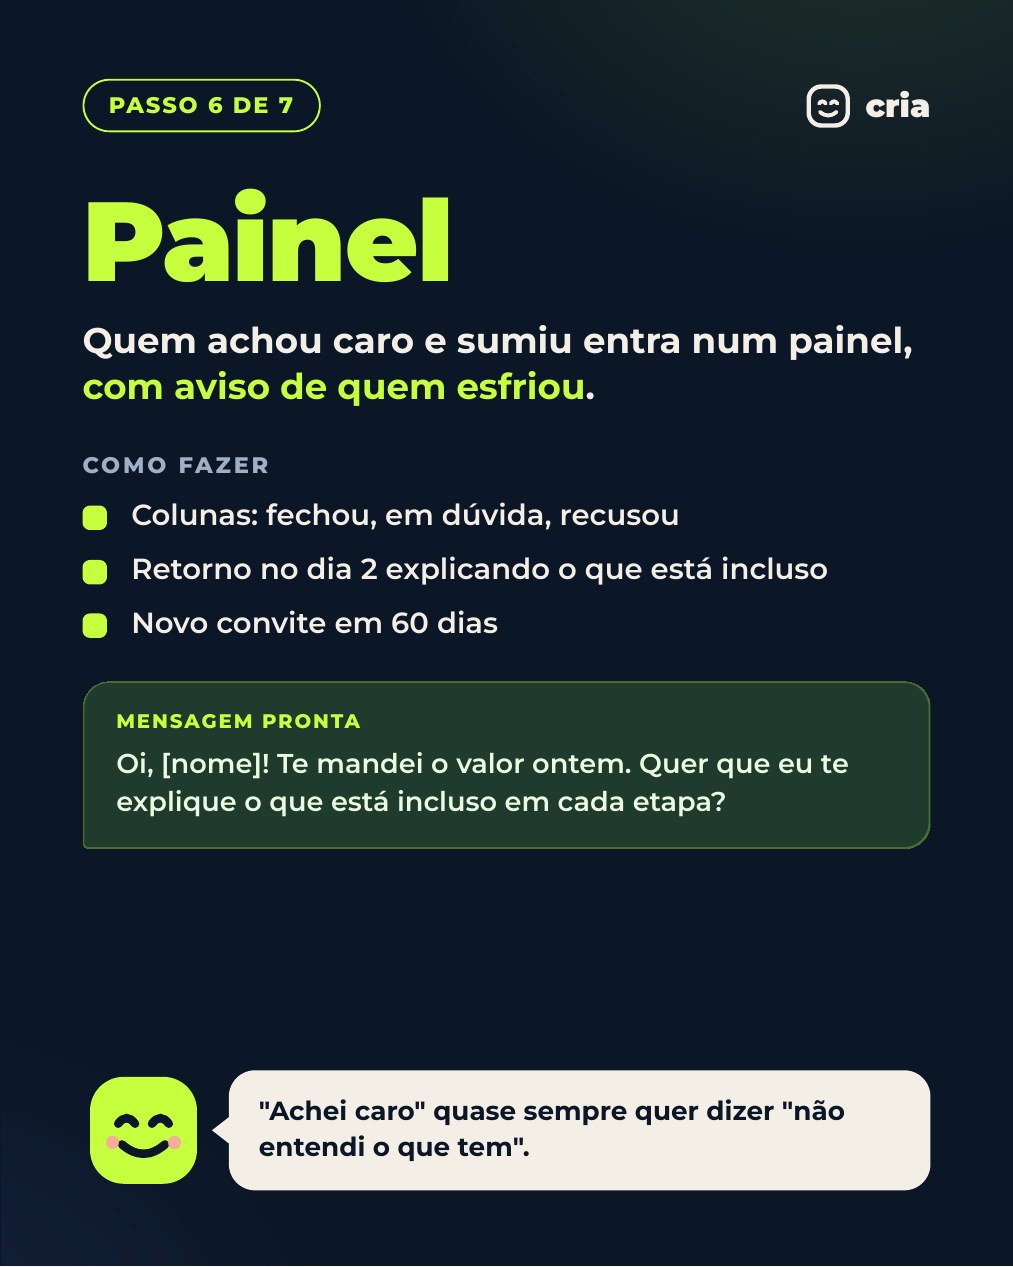 PASSO 6 DE 7
cria
Painel
Quem achou caro e sumiu entra num painel,
com aviso de quem esfriou.
COMO FAZER
Colunas: fechou, em dúvida, recusou
Retorno no dia 2 explicando o que está incluso
Novo convite em 60 dias
MENSAGEM PRONTA
Oi, [nome]! Te mandei o valor ontem. Quer que eu te
explique o que está incluso em cada etapa?
"Achei caro" quase sempre quer dizer "não
entendi o que tem".